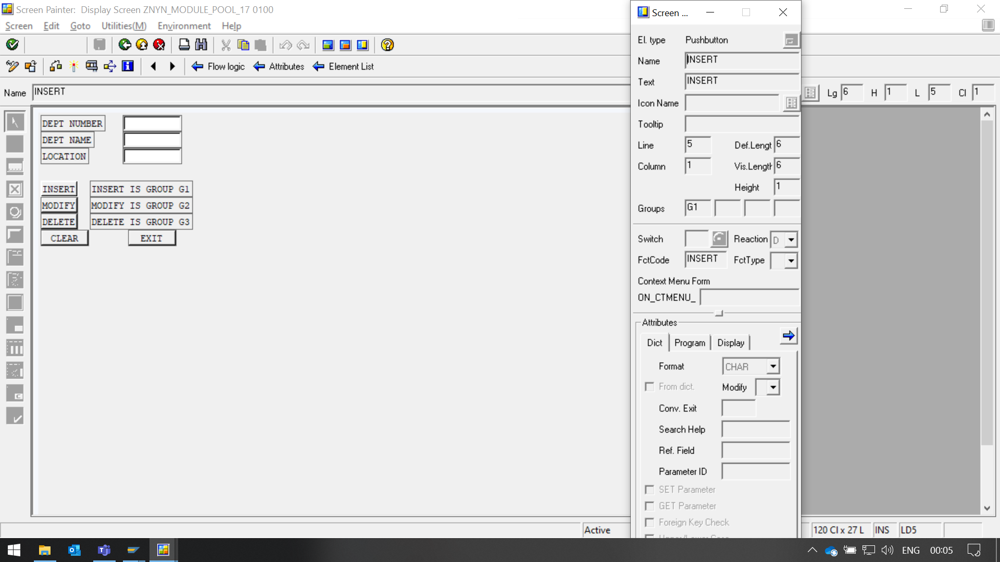 Screen Painter: Display Screen ZNYN_MODULE_POOL_17 0100
Screen Edit Goto Utilities(M) Environment Help
Flow logic Attributes Element List
Name INSERT Lg 6 H 1 L 5 Cl 1
DEPT NUMBER
DEPT NAME
LOCATION
INSERT INSERT IS GROUP G1
MODIFY MODIFY IS GROUP G2
DELETE DELETE IS GROUP G3
CLEAR EXIT
Screen ...
El. type Pushbutton
Name INSERT
Text INSERT
Icon Name
Tooltip
Line 5 Def.Lengt 6
Column 1 Vis.Length 6
Height 1
Groups G1
Switch Reaction D
FctCode INSERT FctType
Context Menu Form
ON_CTMENU_
Attributes
Dict Program Display
Format CHAR
From dict. Modify
Conv. Exit
Search Help
Ref. Field
Parameter ID
SET Parameter
GET Parameter
Foreign Key Check
Active 120 Cl x 27 L INS LD5
ENG 00:05